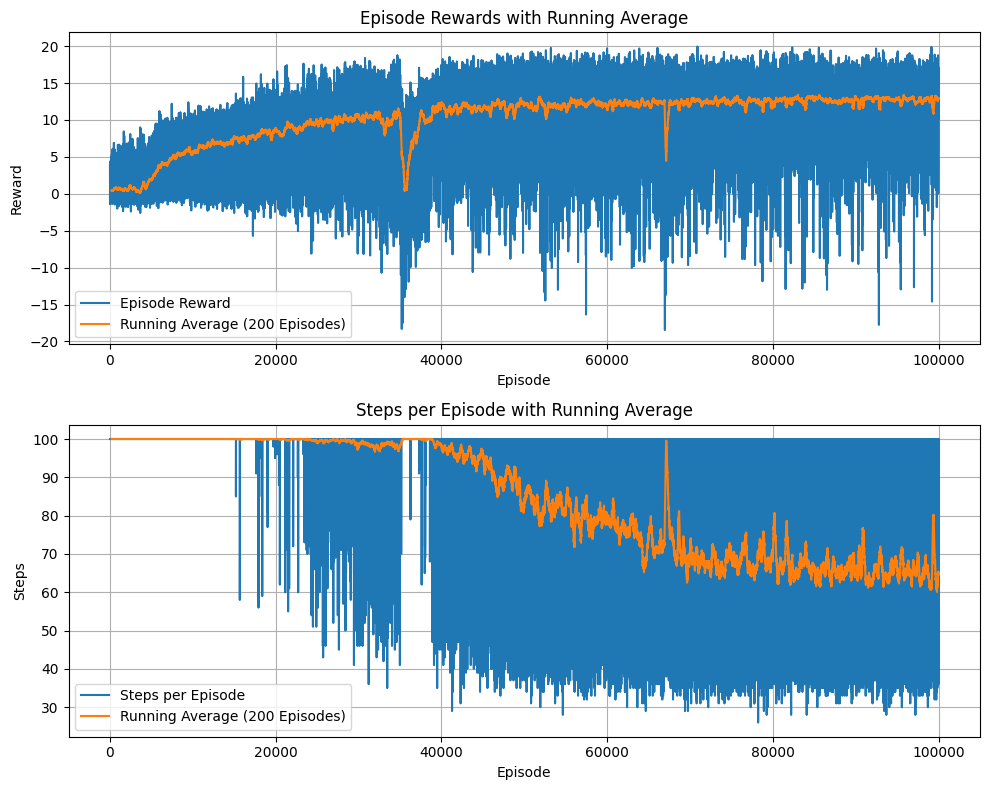 Episode Rewards with Running Average
20
15
10
5
0
−5
−10
−15
−20
Reward
Episode Reward
Running Average (200 Episodes)
0 20000 40000 60000 80000 100000
Episode
Steps per Episode with Running Average
100
90
80
70
60
50
40
30
Steps
Steps per Episode
Running Average (200 Episodes)
0 20000 40000 60000 80000 100000
Episode